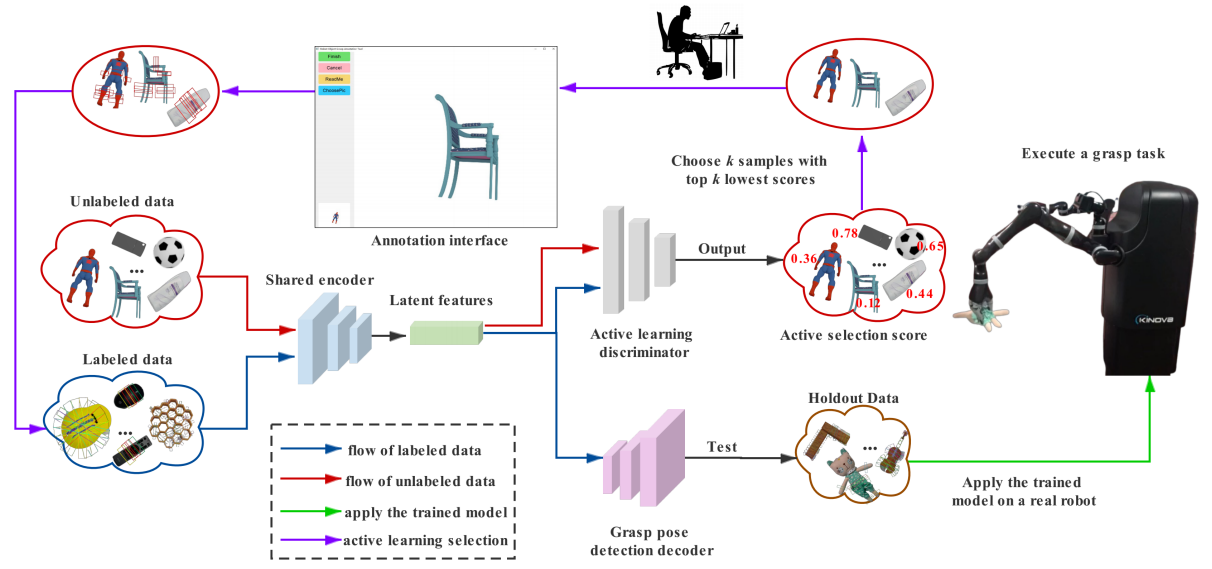 Finish
Cancel
ReadMe
ChoosePic
Annotation interface
Choose k samples with
top k lowest scores
Execute a grasp task
Unlabeled data
...
Shared encoder
Latent features
Output
0.78
0.65
0.36
...
0.12
0.44
Active selection score
Active learning
discriminator
KINOVA
Labeled data
...
flow of labeled data
flow of unlabeled data
apply the trained model
active learning selection
Test
Holdout Data
...
Grasp pose
detection decoder
Apply the trained
model on a real robot